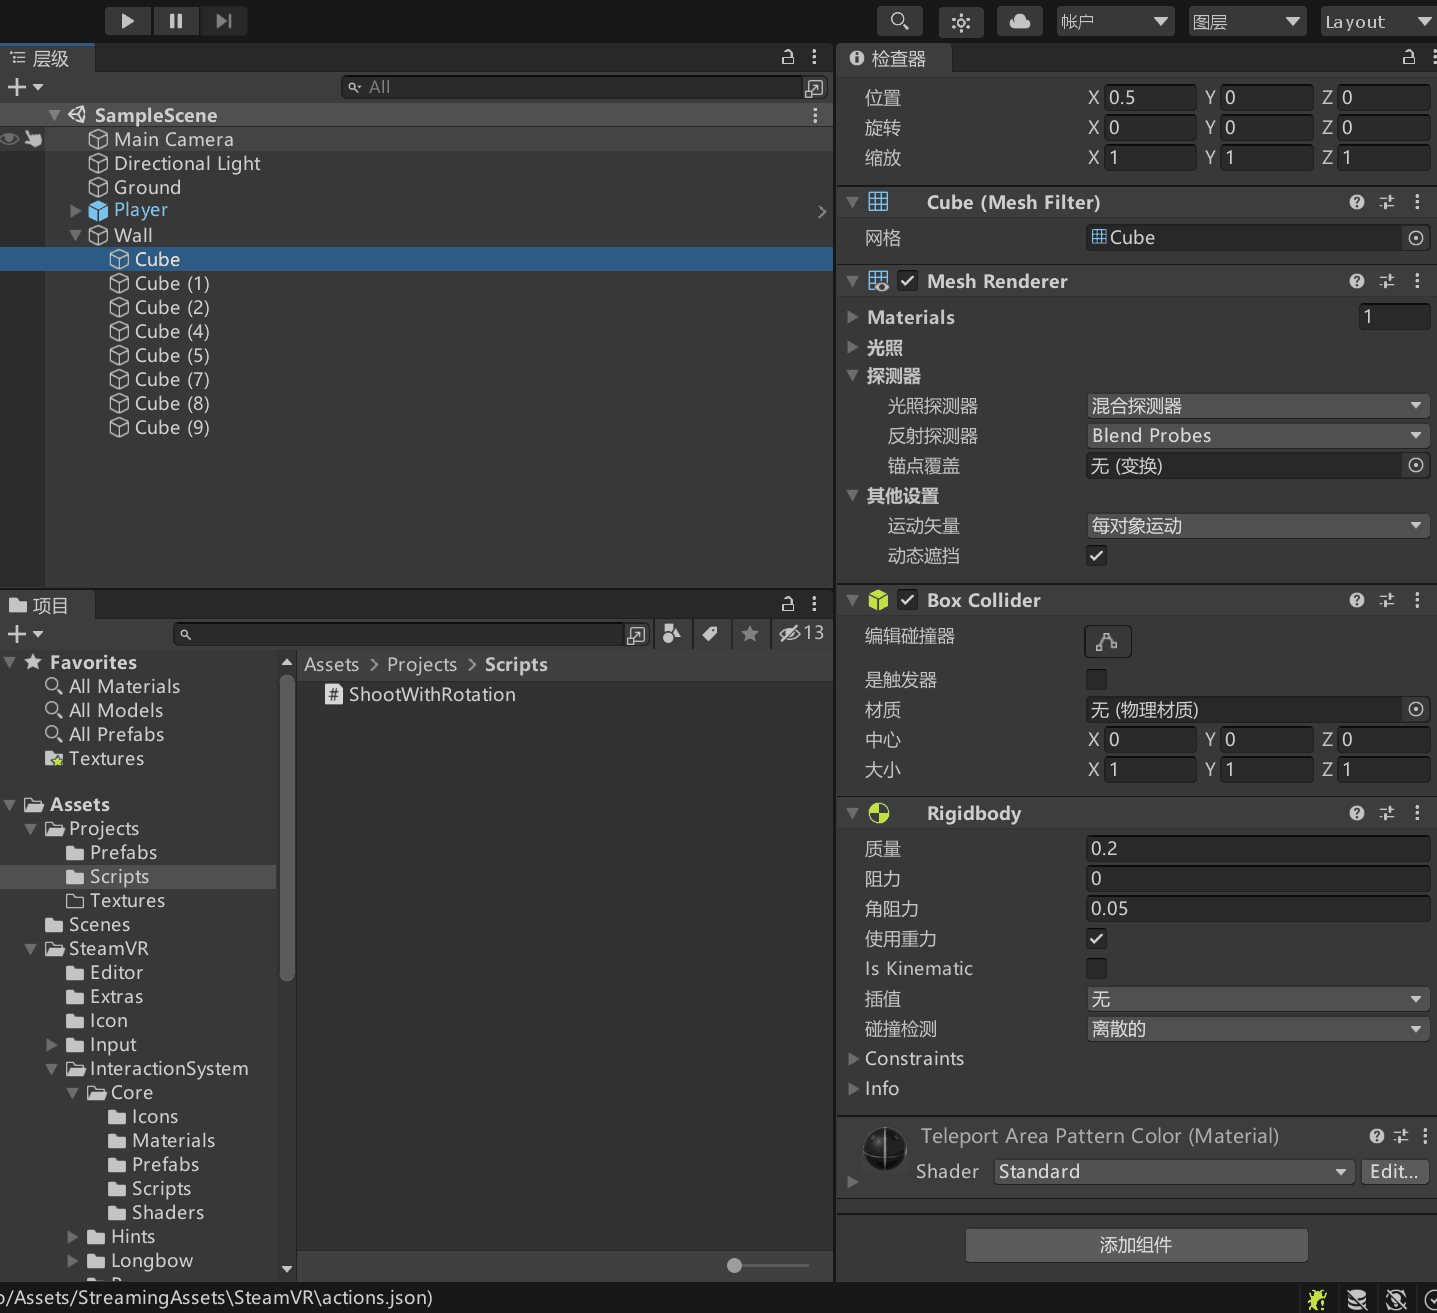 帐户
图层
Layout
层级
All
SampleScene
Main Camera
Directional Light
Ground
Player
Wall
Cube
Cube (1)
Cube (2)
Cube (4)
Cube (5)
Cube (7)
Cube (8)
Cube (9)
项目
13
Favorites
All Materials
All Models
All Prefabs
Textures
Assets
Projects
Prefabs
Scripts
Textures
Scenes
SteamVR
Editor
Extras
Icon
Input
InteractionSystem
Core
Icons
Materials
Prefabs
Scripts
Shaders
Hints
Longbow
Assets > Projects > Scripts
ShootWithRotation
检查器
位置 X 0.5 Y 0 Z 0
旋转 X 0 Y 0 Z 0
缩放 X 1 Y 1 Z 1
Cube (Mesh Filter)
网格 Cube
Mesh Renderer
Materials 1
光照
探测器
光照探测器 混合探测器
反射探测器 Blend Probes
锚点覆盖 无 (变换)
其他设置
运动矢量 每对象运动
动态遮挡
Box Collider
编辑碰撞器
是触发器
材质 无 (物理材质)
中心 X 0 Y 0 Z 0
大小 X 1 Y 1 Z 1
Rigidbody
质量 0.2
阻力 0
角阻力 0.05
使用重力
Is Kinematic
插值 无
碰撞检测 离散的
Constraints
Info
Teleport Area Pattern Color (Material)
Shader Standard Edit...
添加组件
o/Assets/StreamingAssets\SteamVR\actions.json)